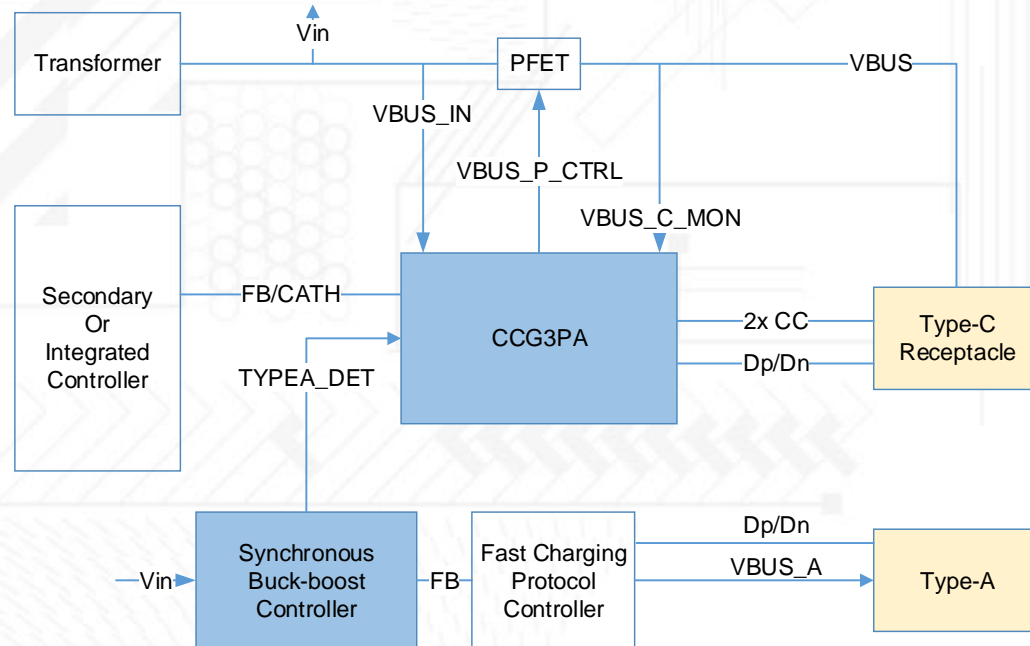 Vin
Transformer
PFET
VBUS
VBUS_IN
VBUS_P_CTRL
VBUS_C_MON
Secondary
Or
Integrated
Controller
FB/CATH
CCG3PA
2x CC
Dp/Dn
Type-C
Receptacle
TYPEA_DET
Vin
Synchronous
Buck-boost
Controller
FB
Fast Charging
Protocol
Controller
Dp/Dn
VBUS_A
Type-A